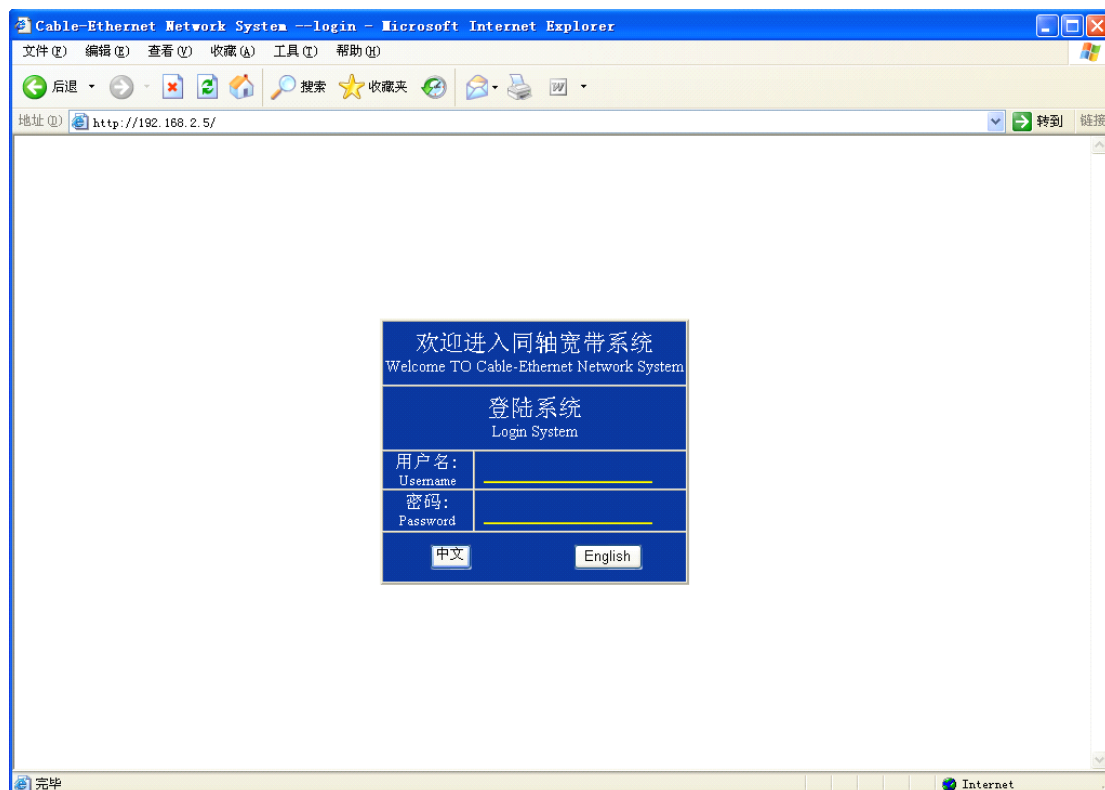 Cable-Ethernet Network System --login - Microsoft Internet Explorer
文件(F) 编辑(E) 查看(V) 收藏(A) 工具(T) 帮助(H)
后退 搜索 收藏夹
地址(D) http://192.168.2.5/ 转到 链接
欢迎进入同轴宽带系统
Welcome TO Cable-Ethernet Network System
登陆系统
Login System
用户名:
Username
密码:
Password
中文 English
完毕 Internet